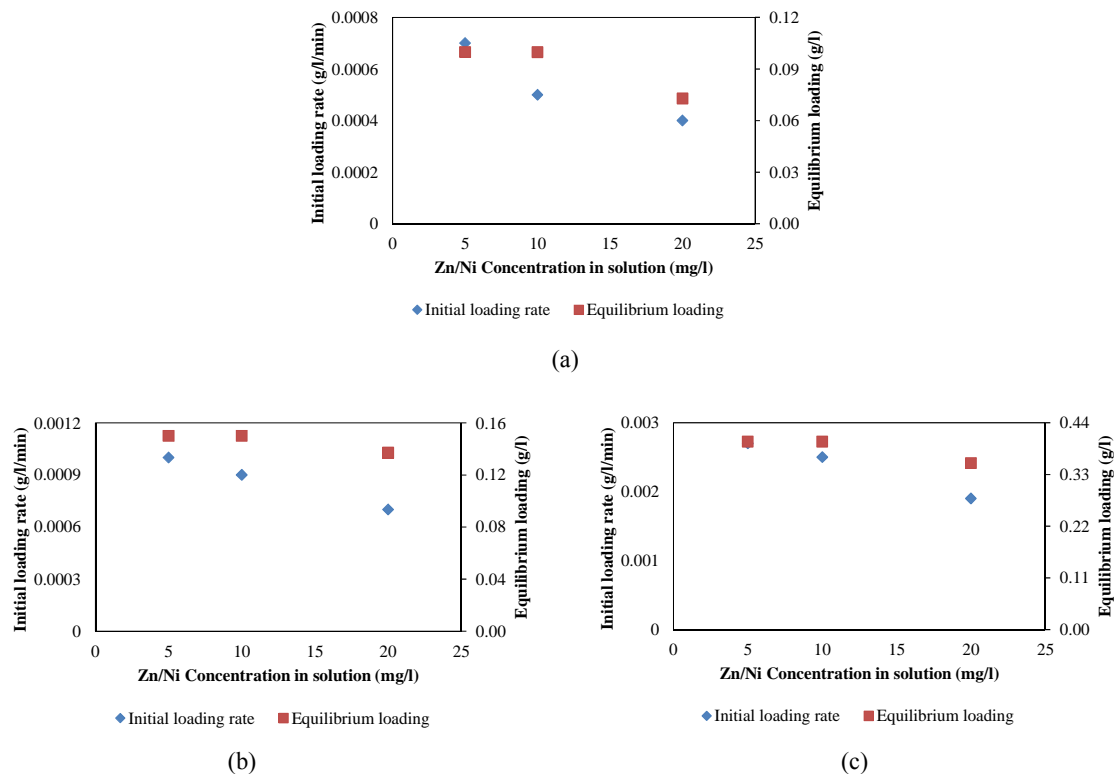 0.0008
0.0006
0.0004
0.0002
0
0.12
0.09
0.06
0.03
0.00
0 5 10 15 20 25
Initial loading rate (g/l/min)
Equilibrium loading (g/l)
Zn/Ni Concentration in solution (mg/l)
Initial loading rate Equilibrium loading
(a)
0.0012
0.0009
0.0006
0.0003
0
0.16
0.12
0.08
0.04
0.00
0 5 10 15 20 25
Initial loading rate (g/l/min)
Equilibrium loading (g/l)
Zn/Ni Concentration in solution (mg/l)
Initial loading rate Equilibrium loading
(b)
0.003
0.002
0.001
0
0.44
0.33
0.22
0.11
0.00
0 5 10 15 20 25
Initial loading rate (g/l/min)
Equilibrium loading (g/l)
Zn/Ni Concentration in solution (mg/l)
Initial loading rate Equilibrium loading
(c)